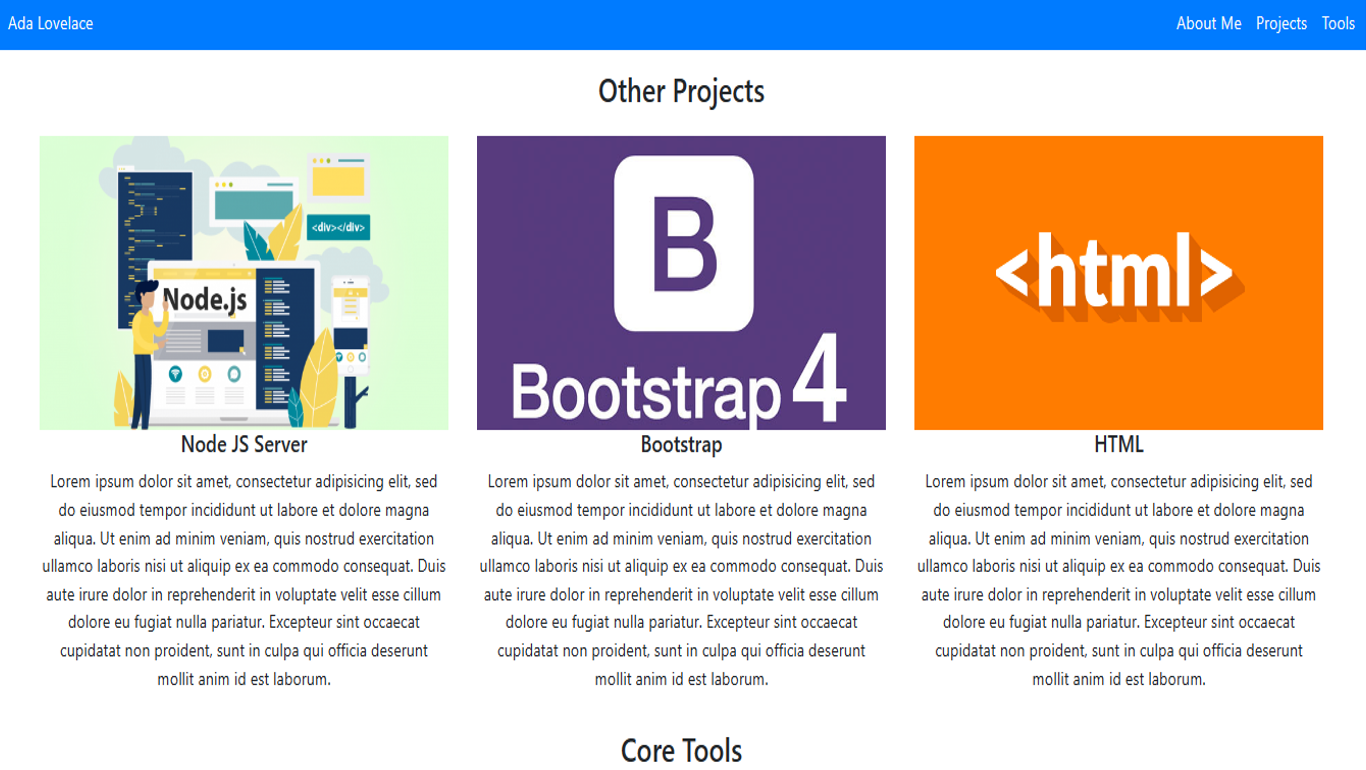 Ada Lovelace
About Me Projects Tools
Other Projects
<div></div>
Node.js
B
Bootstrap 4
<html>
Node JS Server
Lorem ipsum dolor sit amet, consectetur adipisicing elit, sed
do eiusmod tempor incididunt ut labore et dolore magna
aliqua. Ut enim ad minim veniam, quis nostrud exercitation
ullamco laboris nisi ut aliquip ex ea commodo consequat. Duis
aute irure dolor in reprehenderit in voluptate velit esse cillum
dolore eu fugiat nulla pariatur. Excepteur sint occaecat
cupidatat non proident, sunt in culpa qui officia deserunt
mollit anim id est laborum.
Bootstrap
Lorem ipsum dolor sit amet, consectetur adipisicing elit, sed
do eiusmod tempor incididunt ut labore et dolore magna
aliqua. Ut enim ad minim veniam, quis nostrud exercitation
ullamco laboris nisi ut aliquip ex ea commodo consequat. Duis
aute irure dolor in reprehenderit in voluptate velit esse cillum
dolore eu fugiat nulla pariatur. Excepteur sint occaecat
cupidatat non proident, sunt in culpa qui officia deserunt
mollit anim id est laborum.
HTML
Lorem ipsum dolor sit amet, consectetur adipisicing elit, sed
do eiusmod tempor incididunt ut labore et dolore magna
aliqua. Ut enim ad minim veniam, quis nostrud exercitation
ullamco laboris nisi ut aliquip ex ea commodo consequat. Duis
aute irure dolor in reprehenderit in voluptate velit esse cillum
dolore eu fugiat nulla pariatur. Excepteur sint occaecat
cupidatat non proident, sunt in culpa qui officia deserunt
mollit anim id est laborum.
Core Tools